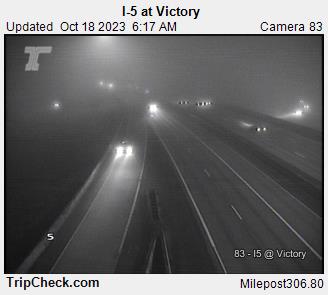 I-5 at Victory
Updated Oct 18 2023 6:17 AM Camera 83
T
S
83 - I5 @ Victory
TripCheck.com Milepost306.80